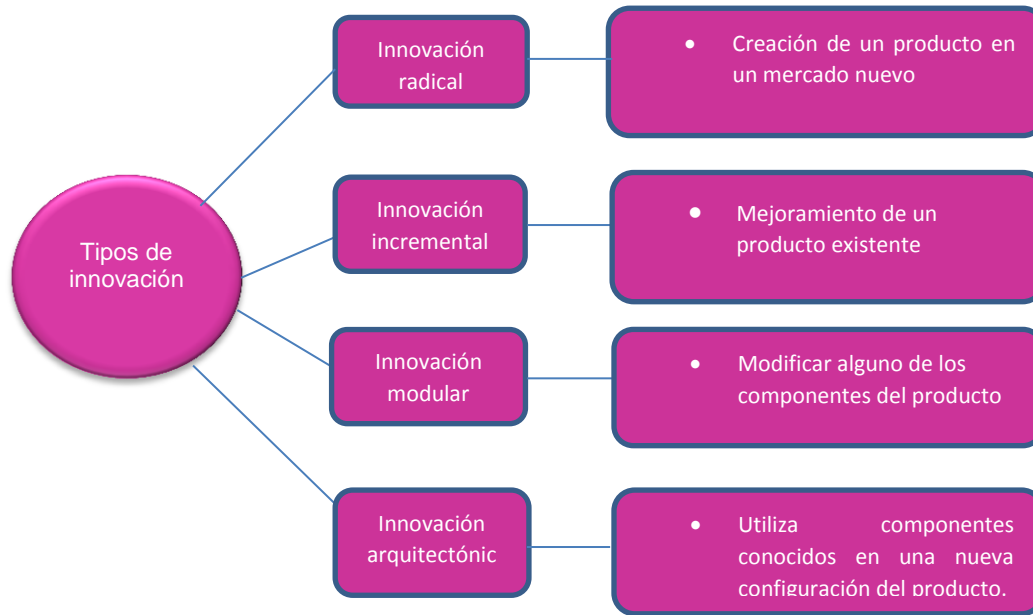 Innovación
radical
• Creación de un producto en
un mercado nuevo
Tipos de
innovación
Innovación
incremental
• Mejoramiento de un
producto existente
Innovación
modular
• Modificar alguno de los
componentes del producto
Innovación
arquitectónic
• Utiliza componentes
conocidos en una nueva
configuración del producto.